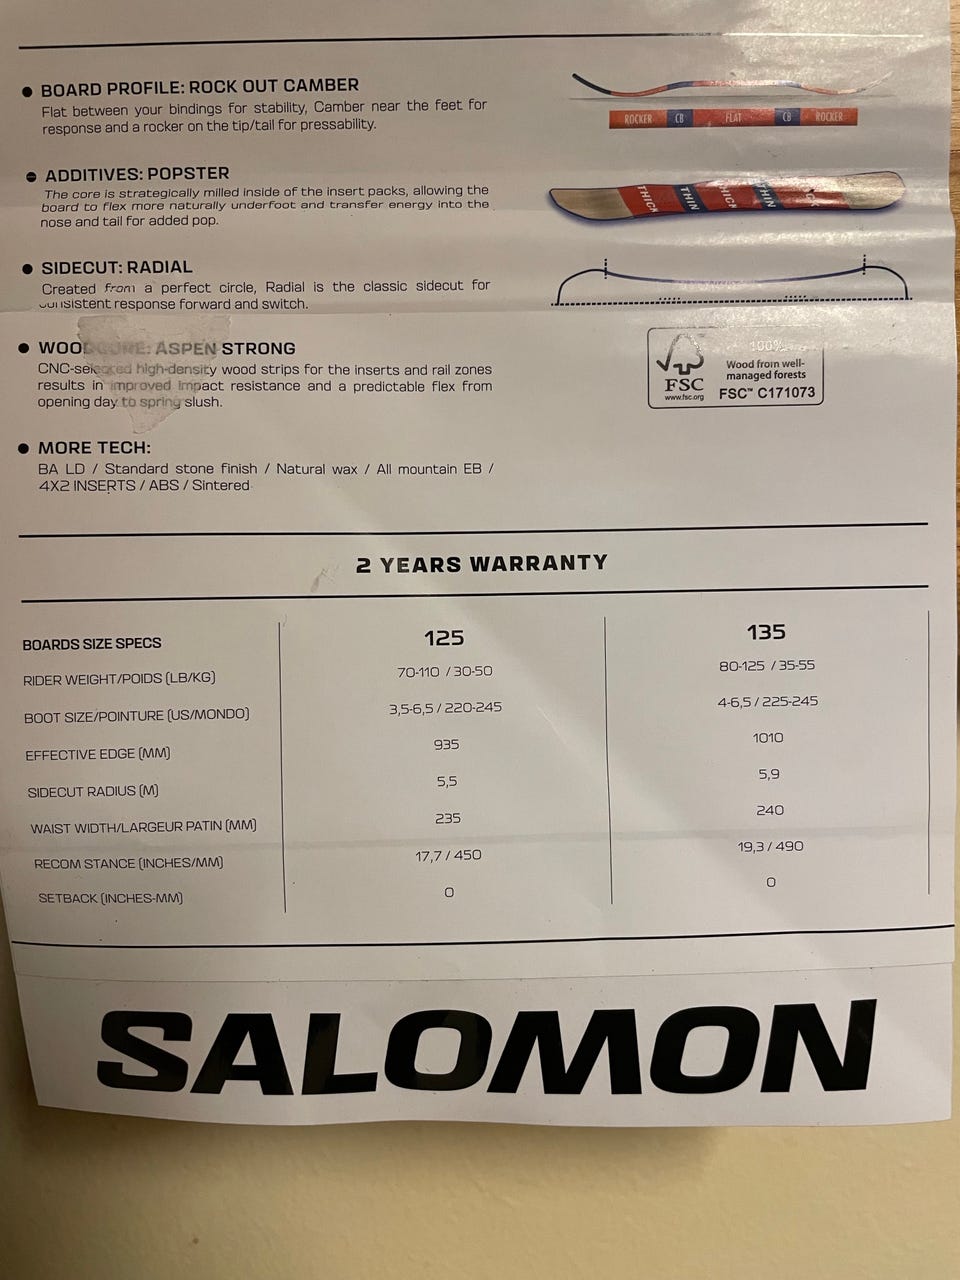 BOARD PROFILE: ROCK OUT CAMBER
Flat between your bindings for stability, Camber near the feet for
response and a rocker on the tip/tail for pressability.
ROCKER CB FLAT CB ROCKER
ADDITIVES: POPSTER
The core is strategically milled inside of the insert packs, allowing the
board to flex more naturally underfoot and transfer energy into the
nose and tail for added pop.
THICK THIN THICK THIN
SIDECUT: RADIAL
Created from a perfect circle, Radial is the classic sidecut for
consistent response forward and switch.
WOOD CORE: ASPEN STRONG
CNC-selected high-density wood strips for the inserts and rail zones
results in improved impact resistance and a predictable flex from
opening day to spring slush.
100%
FSC
www.fsc.org
Wood from well-
managed forests
FSC™ C171073
MORE TECH:
BA LD / Standard stone finish / Natural wax / All mountain EB /
4X2 INSERTS / ABS / Sintered
2 YEARS WARRANTY
BOARDS SIZE SPECS 125 135
RIDER WEIGHT/POIDS (LB/KG) 70-110 / 30-50 80-125 / 35-55
BOOT SIZE/POINTURE (US/MONDO) 3,5-6,5 / 220-245 4-6,5 / 225-245
EFFECTIVE EDGE (MM) 935 1010
SIDECUT RADIUS (M) 5,5 5,9
WAIST WIDTH/LARGEUR PATIN (MM) 235 240
RECOM STANCE (INCHES/MM) 17,7 / 450 19,3 / 490
SETBACK (INCHES-MM) 0 0
SALOMON